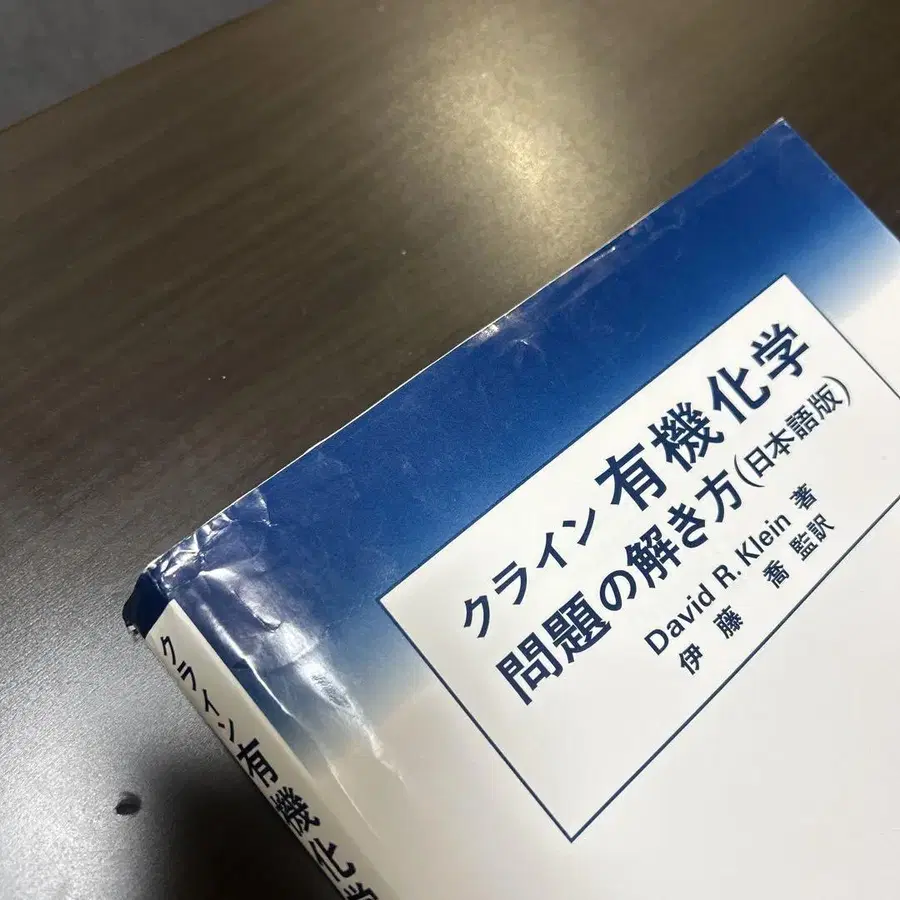 クライン 有機化学
問題の解き方(日本語版)
David R. Klein 著
伊藤 喬 監訳
クライン有機化学